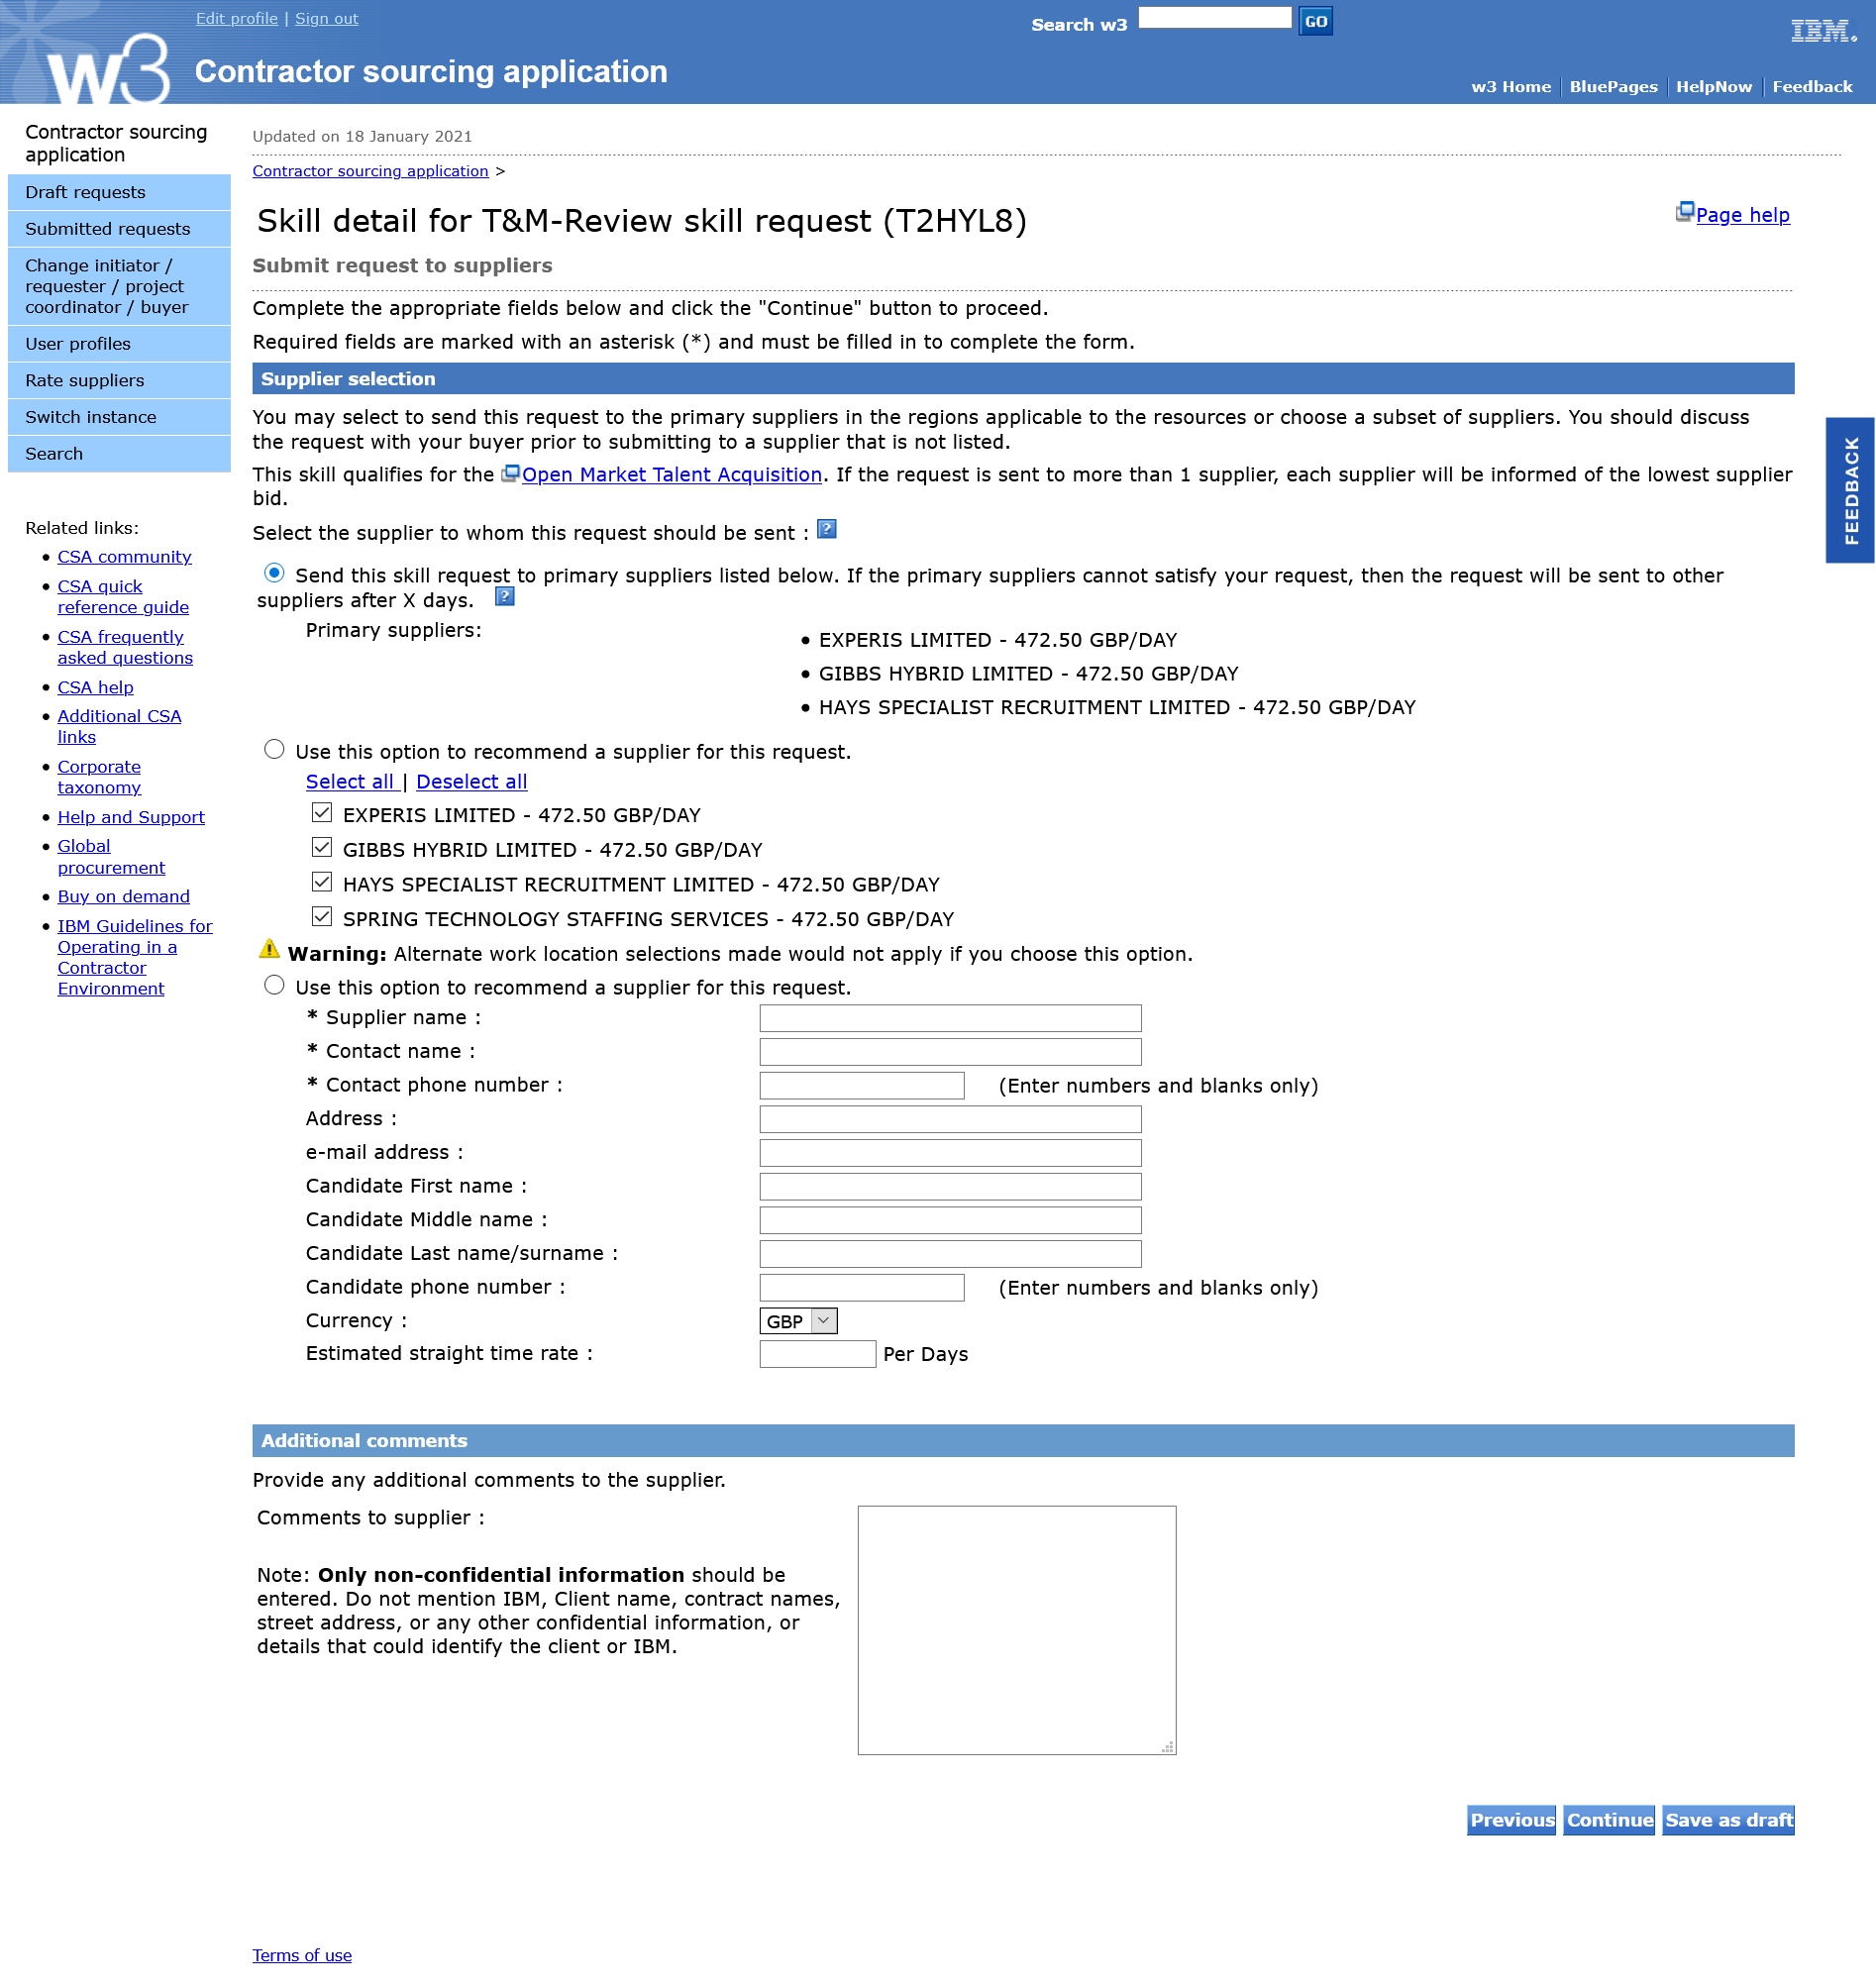 Edit profile | Sign out
Search w3
GO
IBM.
w3
Contractor sourcing application
w3 Home
BluePages
HelpNow
Feedback
Contractor sourcing
application
Draft requests
Submitted requests
Change initiator /
requester / project
coordinator / buyer
User profiles
Rate suppliers
Switch instance
Search
Related links:
• CSA community
• CSA quick
reference guide
• CSA frequently
asked questions
• CSA help
• Additional CSA
links
• Corporate
taxonomy
• Help and Support
• Global
procurement
• Buy on demand
• IBM Guidelines for
Operating in a
Contractor
Environment
Updated on 18 January 2021
Contractor sourcing application >
Skill detail for T&M-Review skill request (T2HYL8)
Page help
Submit request to suppliers
Complete the appropriate fields below and click the "Continue" button to proceed.
Required fields are marked with an asterisk (*) and must be filled in to complete the form.
Supplier selection
You may select to send this request to the primary suppliers in the regions applicable to the resources or choose a subset of suppliers. You should discuss
the request with your buyer prior to submitting to a supplier that is not listed.
This skill qualifies for the Open Market Talent Acquisition. If the request is sent to more than 1 supplier, each supplier will be informed of the lowest supplier
bid.
Select the supplier to whom this request should be sent : ?
Send this skill request to primary suppliers listed below. If the primary suppliers cannot satisfy your request, then the request will be sent to other
suppliers after X days. ?
Primary suppliers:
• EXPERIS LIMITED - 472.50 GBP/DAY
• GIBBS HYBRID LIMITED - 472.50 GBP/DAY
• HAYS SPECIALIST RECRUITMENT LIMITED - 472.50 GBP/DAY
Use this option to recommend a supplier for this request.
Select all | Deselect all
EXPERIS LIMITED - 472.50 GBP/DAY
GIBBS HYBRID LIMITED - 472.50 GBP/DAY
HAYS SPECIALIST RECRUITMENT LIMITED - 472.50 GBP/DAY
SPRING TECHNOLOGY STAFFING SERVICES - 472.50 GBP/DAY
Warning: Alternate work location selections made would not apply if you choose this option.
Use this option to recommend a supplier for this request.
* Supplier name :
* Contact name :
* Contact phone number :
(Enter numbers and blanks only)
Address :
e-mail address :
Candidate First name :
Candidate Middle name :
Candidate Last name/surname :
Candidate phone number :
(Enter numbers and blanks only)
Currency :
GBP
Estimated straight time rate :
Per Days
Additional comments
Provide any additional comments to the supplier.
Comments to supplier :
Note: Only non-confidential information should be
entered. Do not mention IBM, Client name, contract names,
street address, or any other confidential information, or
details that could identify the client or IBM.
Previous
Continue
Save as draft
Terms of use
FEEDBACK